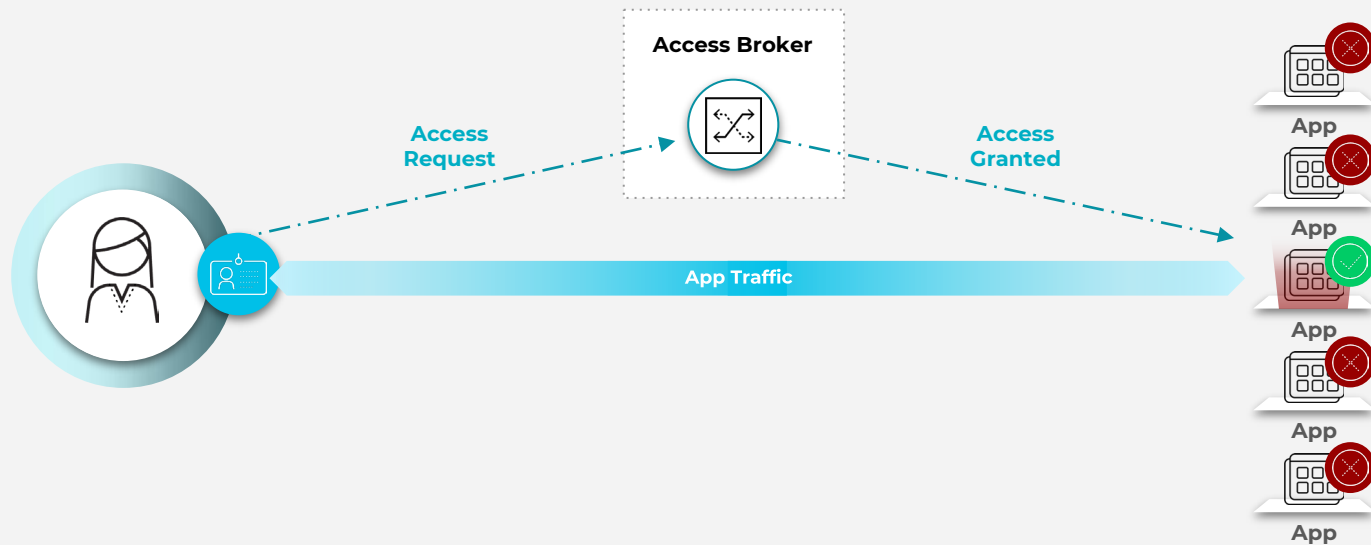 Access Broker
Access
Request
Access
Granted
App Traffic
App
App
App
App
App